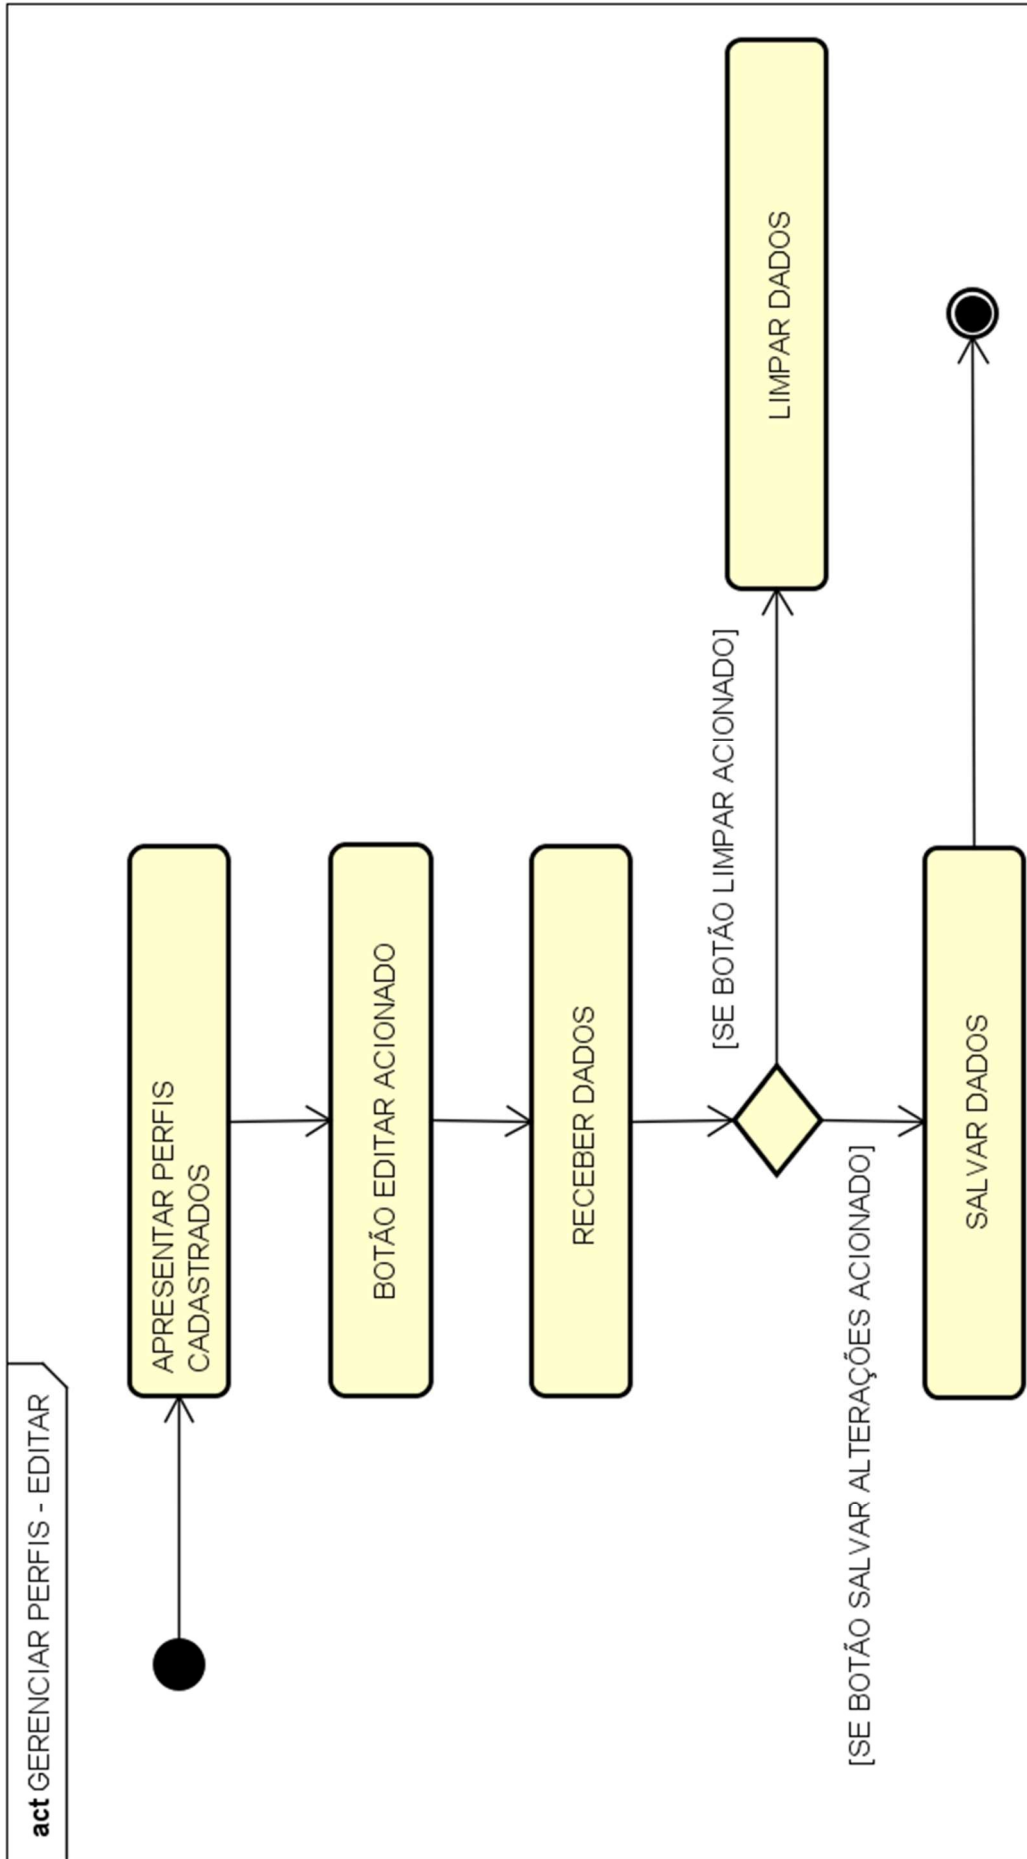 act GERENCIAR PERFIS - EDITAR
APRESENTAR PERFIS
CADASTRADOS
BOTÃO EDITAR ACIONADO
RECEBER DADOS
[SE BOTÃO LIMPAR ACIONADO]
LIMPAR DADOS
[SE BOTÃO SALVAR ALTERAÇÕES ACIONADO]
SALVAR DADOS